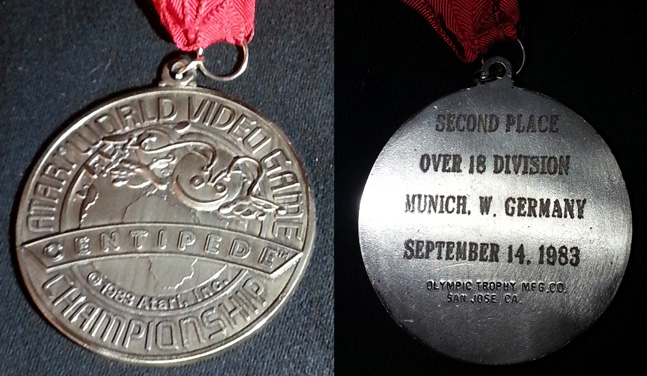 ATARI® WORLD VIDEO GAME
CENTIPEDE™
©1983 Atari, Inc.
CHAMPIONSHIP
SECOND PLACE
OVER 18 DIVISION
MUNICH, W. GERMANY
SEPTEMBER 14, 1983
OLYMPIC TROPHY MFG.CO.
SAN JOSE, CA.